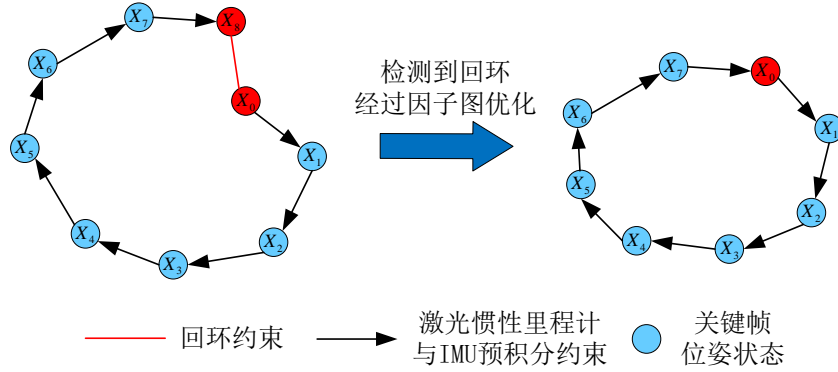 X₈
X₇
X₆
X₀
X₅
X₁
X₄
X₂
X₃
检测到回环
经过因子图优化
X₇
X₀
X₆
X₁
X₅
X₂
X₄
X₃
回环约束
激光惯性里程计
与IMU预积分约束
关键帧
位姿状态